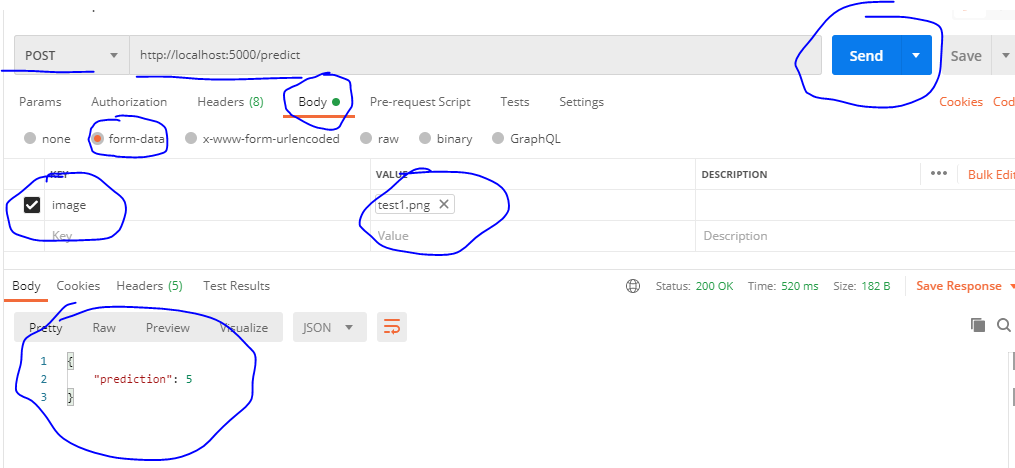 POST http://localhost:5000/predict Send Save
Params Authorization Headers (8) Body Pre-request Script Tests Settings Cookies Cod
none form-data x-www-form-urlencoded raw binary GraphQL
KEY VALUE DESCRIPTION ••• Bulk Edi
image test1.png
Key Value Description
Body Cookies Headers (5) Test Results Status: 200 OK Time: 520 ms Size: 182 B Save Response
Pretty Raw Preview Visualize JSON
1 {
2 "prediction": 5
3 }